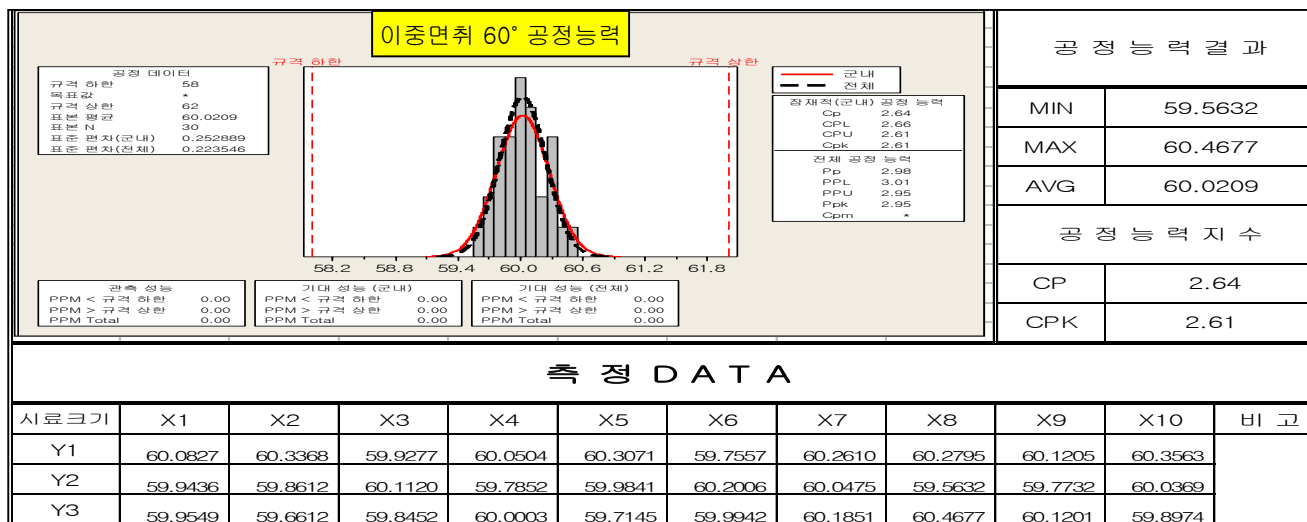 이중면취 60° 공정능력
규격 하한
규격 상한
공정 데이터
규격 하한 58
목표값 *
규격 상한 62
표본 평균 60.0209
표본 N 30
표준 편차(군내) 0.252889
표준 편차(전체) 0.223546
군내
전체
잠재적(군내) 공정 능력
Cp 2.64
CPL 2.66
CPU 2.61
Cpk 2.61
전체 공정 능력
Pp 2.98
PPL 3.01
PPU 2.95
Ppk 2.95
Cpm *
58.2 58.8 59.4 60.0 60.6 61.2 61.8
관측 성능
PPM < 규격 하한 0.00
PPM > 규격 상한 0.00
PPM Total 0.00
기대 성능 (군내)
PPM < 규격 하한 0.00
PPM > 규격 상한 0.00
PPM Total 0.00
기대 성능 (전체)
PPM < 규격 하한 0.00
PPM > 규격 상한 0.00
PPM Total 0.00
공 정 능 력 결 과
MIN 59.5632
MAX 60.4677
AVG 60.0209
공 정 능 력 지 수
CP 2.64
CPK 2.61
측 정 D A T A
시료크기 X1 X2 X3 X4 X5 X6 X7 X8 X9 X10 비 고
Y1 60.0827 60.3368 59.9277 60.0504 60.3071 59.7557 60.2610 60.2795 60.1205 60.3563
Y2 59.9436 59.8612 60.1120 59.7852 59.9841 60.2006 60.0475 59.5632 59.7732 60.0369
Y3 59.9549 59.6612 59.8452 60.0003 59.7145 59.9942 60.1851 60.4677 60.1201 59.8974